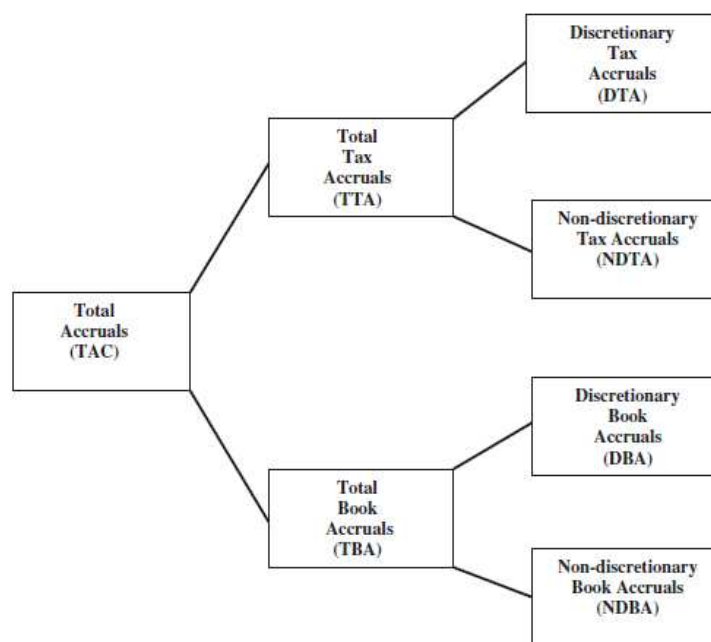 Discretionary
Tax
Accruals
(DTA)
Total
Tax
Accruals
(TTA)
Non-discretionary
Tax Accruals
(NDTA)
Total
Accruals
(TAC)
Discretionary
Book
Accruals
(DBA)
Total
Book
Accruals
(TBA)
Non-discretionary
Book Accruals
(NDBA)